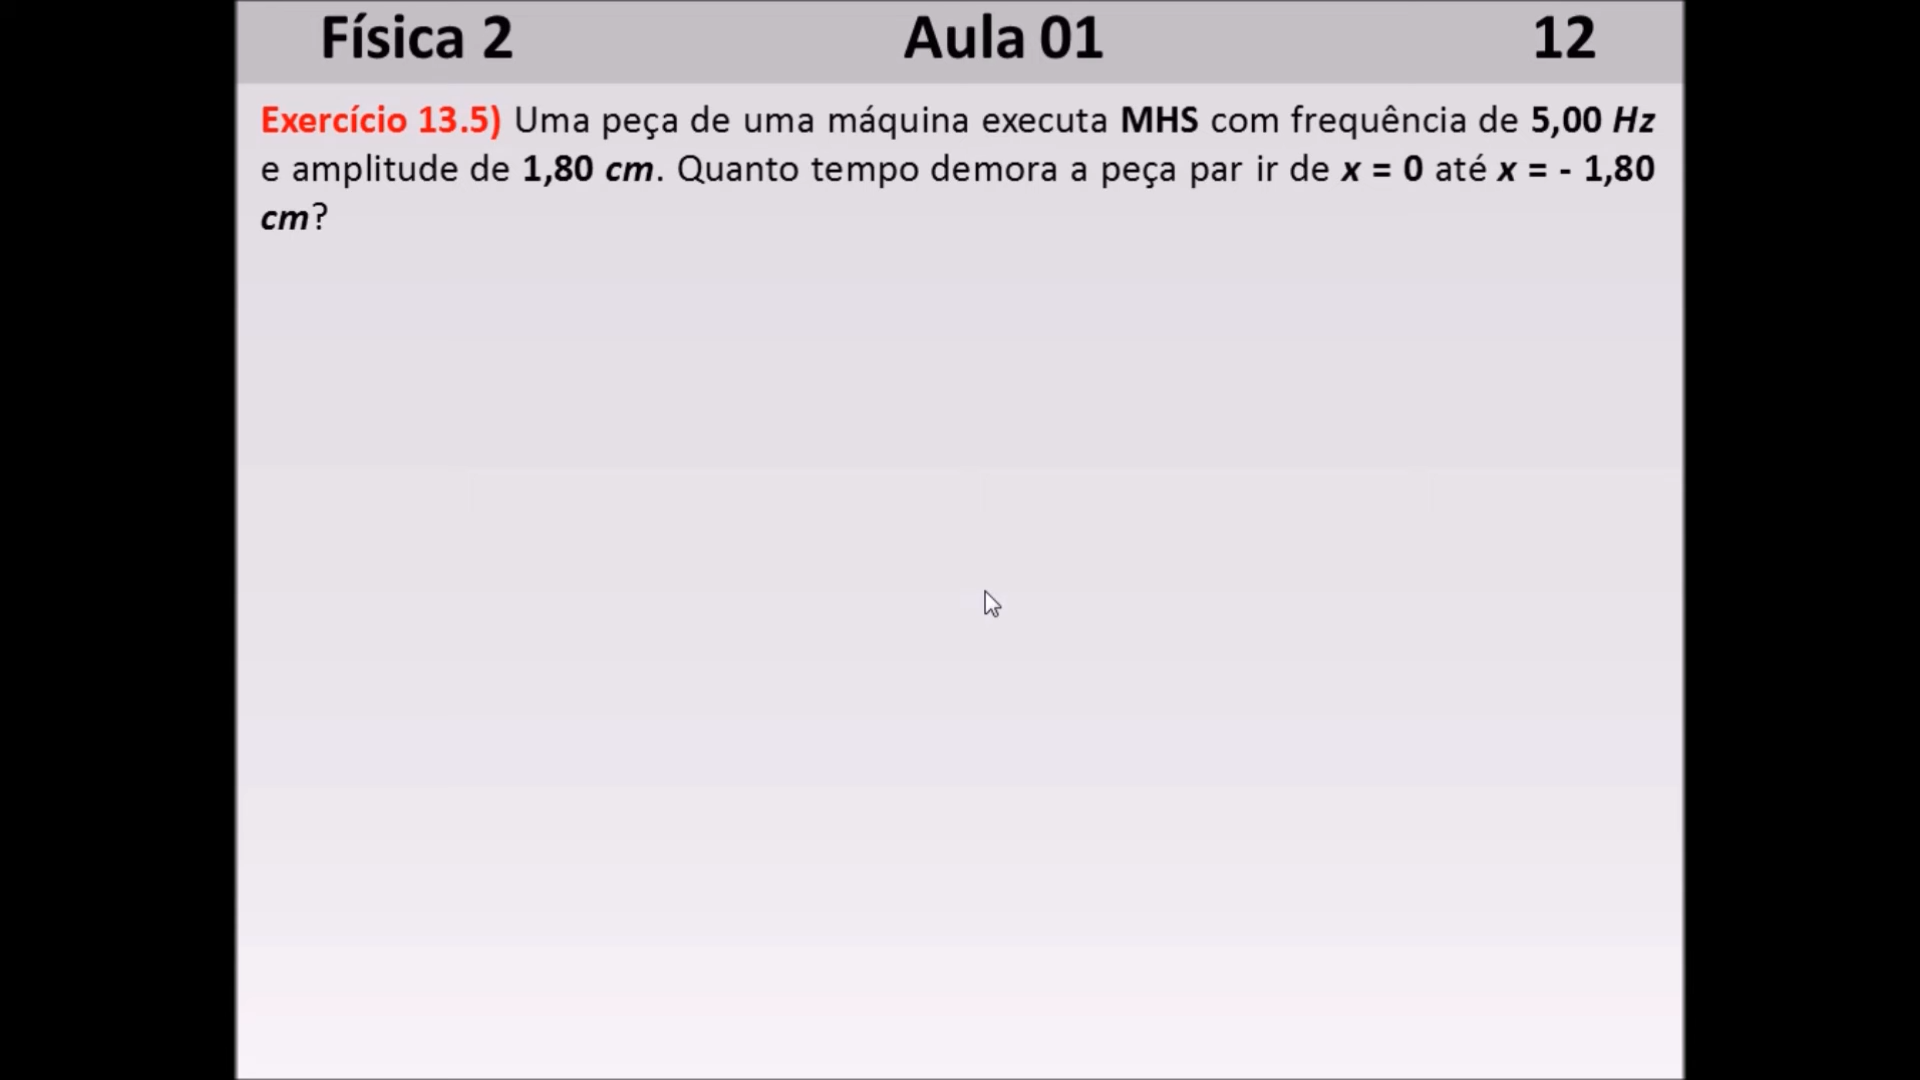 Física 2 Aula 01 12
Exercício 13.5) Uma peça de uma máquina executa MHS com frequência de 5,00 Hz
e amplitude de 1,80 cm. Quanto tempo demora a peça par ir de x = 0 até x = - 1,80
cm?